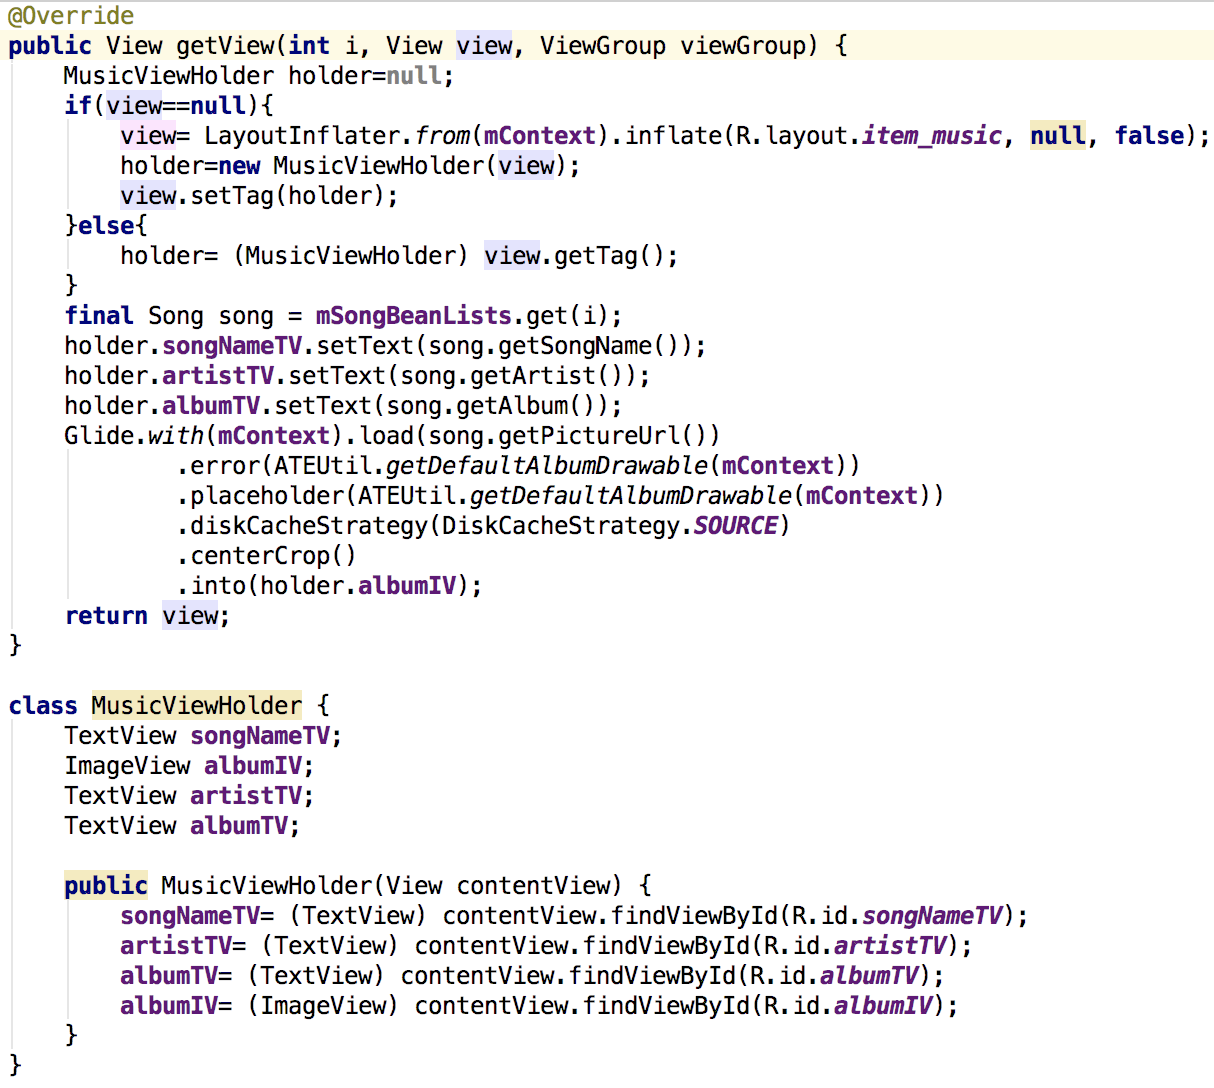 @Override
public View getView(int i, View view, ViewGroup viewGroup) {
    MusicViewHolder holder=null;
    if(view==null){
        view= LayoutInflater.from(mContext).inflate(R.layout.item_music, null, false);
        holder=new MusicViewHolder(view);
        view.setTag(holder);
    }else{
        holder= (MusicViewHolder) view.getTag();
    }
    final Song song = mSongBeanLists.get(i);
    holder.songNameTV.setText(song.getSongName());
    holder.artistTV.setText(song.getArtist());
    holder.albumTV.setText(song.getAlbum());
    Glide.with(mContext).load(song.getPictureUrl())
            .error(ATEUtil.getDefaultAlbumDrawable(mContext))
            .placeholder(ATEUtil.getDefaultAlbumDrawable(mContext))
            .diskCacheStrategy(DiskCacheStrategy.SOURCE)
            .centerCrop()
            .into(holder.albumIV);
    return view;
}

class MusicViewHolder {
    TextView songNameTV;
    ImageView albumIV;
    TextView artistTV;
    TextView albumTV;

    public MusicViewHolder(View contentView) {
        songNameTV= (TextView) contentView.findViewById(R.id.songNameTV);
        artistTV= (TextView) contentView.findViewById(R.id.artistTV);
        albumTV= (TextView) contentView.findViewById(R.id.albumTV);
        albumIV= (ImageView) contentView.findViewById(R.id.albumIV);
    }
}